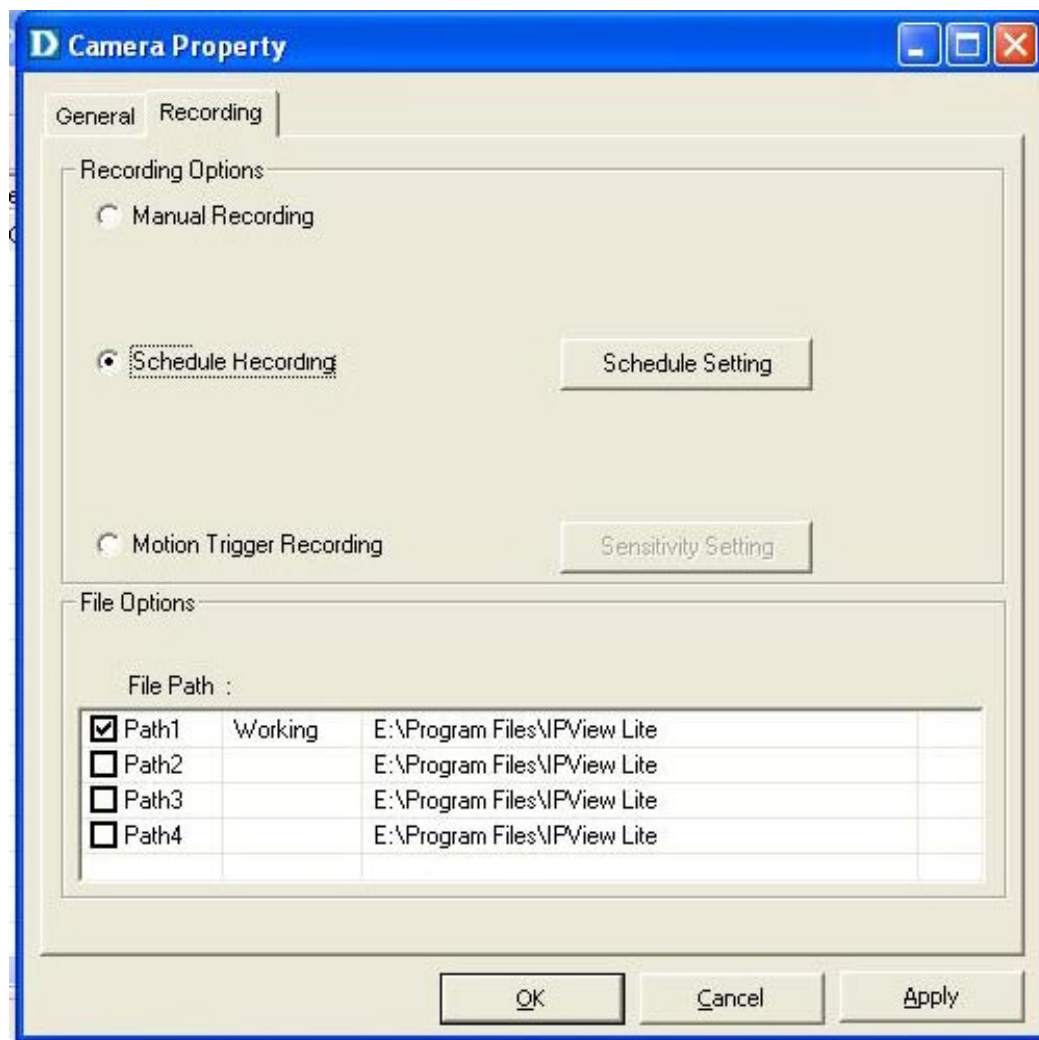 D Camera Property
General Recording
Recording Options
Manual Recording
Schedule Recording Schedule Setting
Motion Trigger Recording Sensitivity Setting
File Options
File Path :
Path1 Working E:\Program Files\IPView Lite
Path2 E:\Program Files\IPView Lite
Path3 E:\Program Files\IPView Lite
Path4 E:\Program Files\IPView Lite
OK Cancel Apply